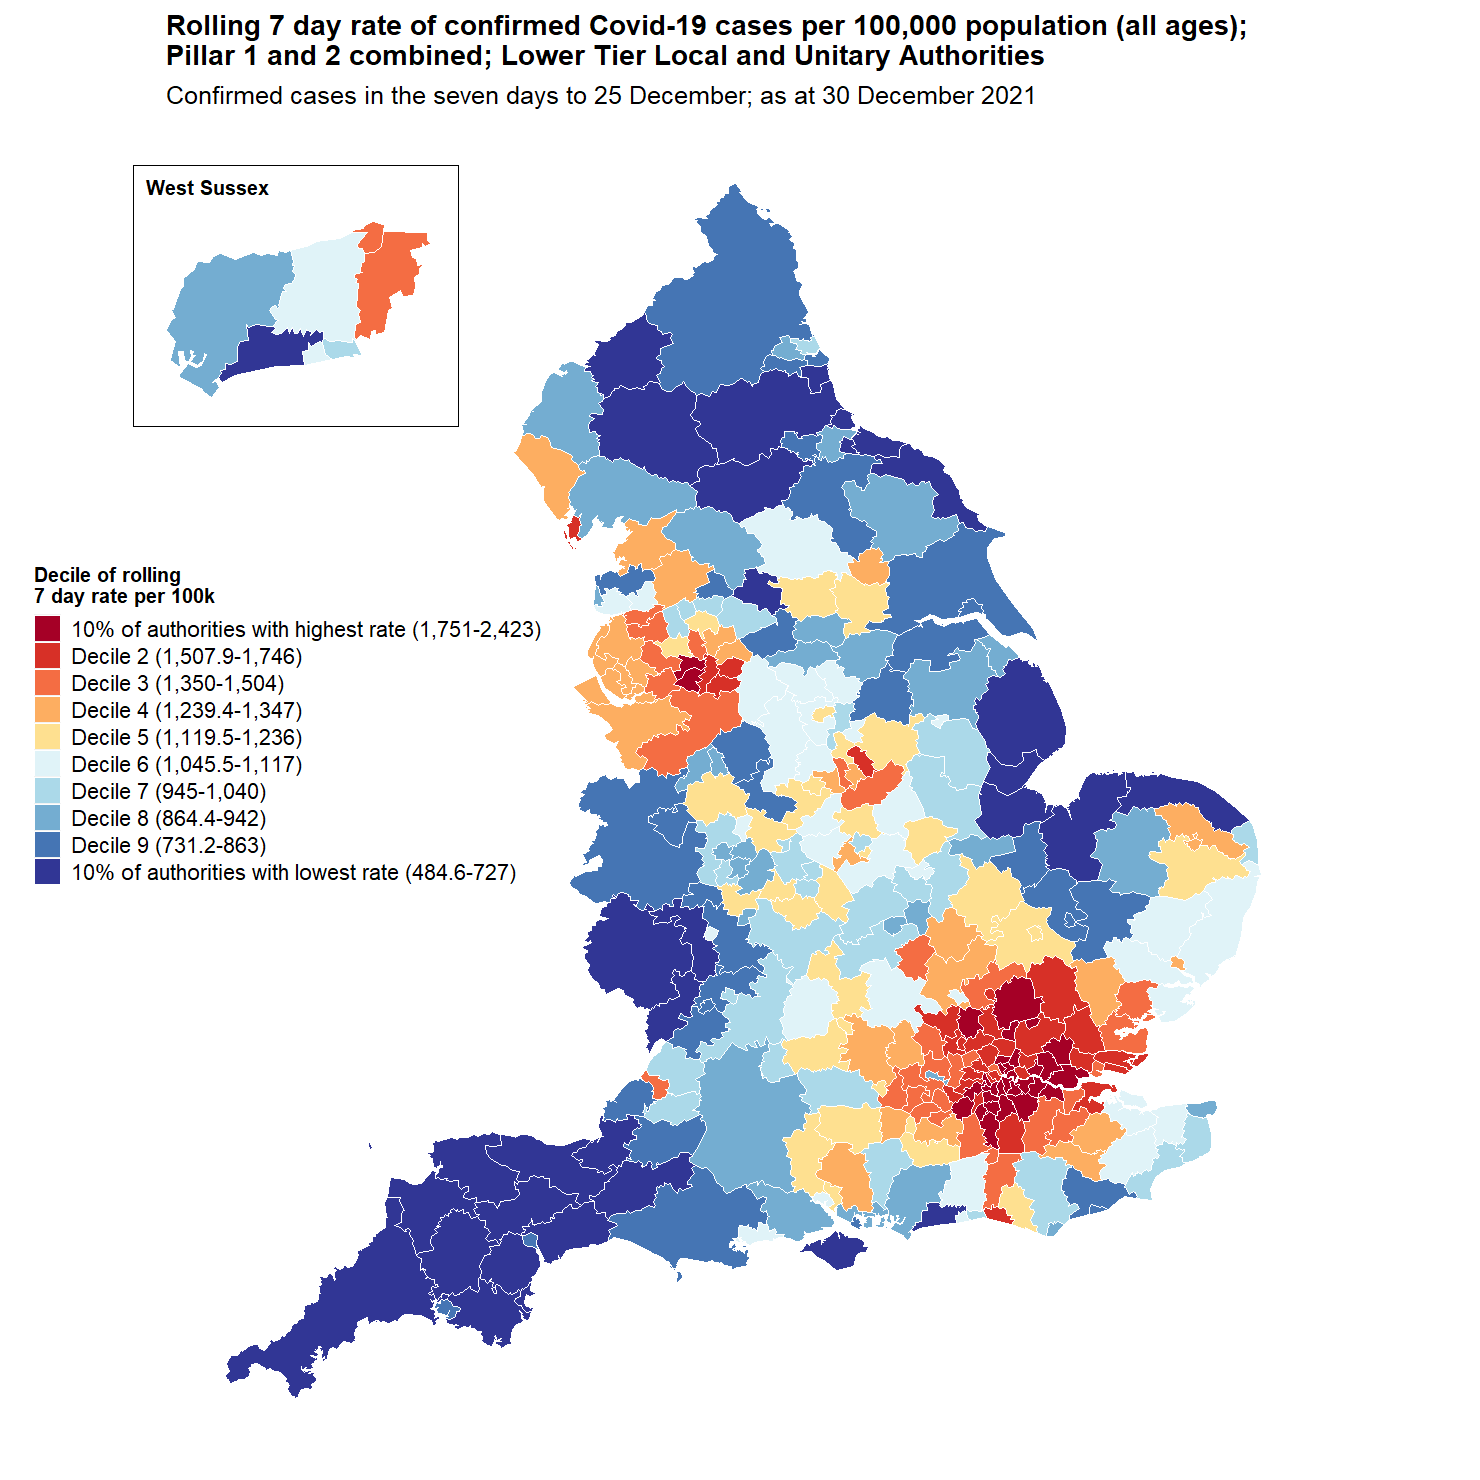 Rolling 7 day rate of confirmed Covid-19 cases per 100,000 population (all ages);
Pillar 1 and 2 combined; Lower Tier Local and Unitary Authorities
Confirmed cases in the seven days to 25 December; as at 30 December 2021
West Sussex
Decile of rolling
7 day rate per 100k
10% of authorities with highest rate (1,751-2,423)
Decile 2 (1,507.9-1,746)
Decile 3 (1,350-1,504)
Decile 4 (1,239.4-1,347)
Decile 5 (1,119.5-1,236)
Decile 6 (1,045.5-1,117)
Decile 7 (945-1,040)
Decile 8 (864.4-942)
Decile 9 (731.2-863)
10% of authorities with lowest rate (484.6-727)